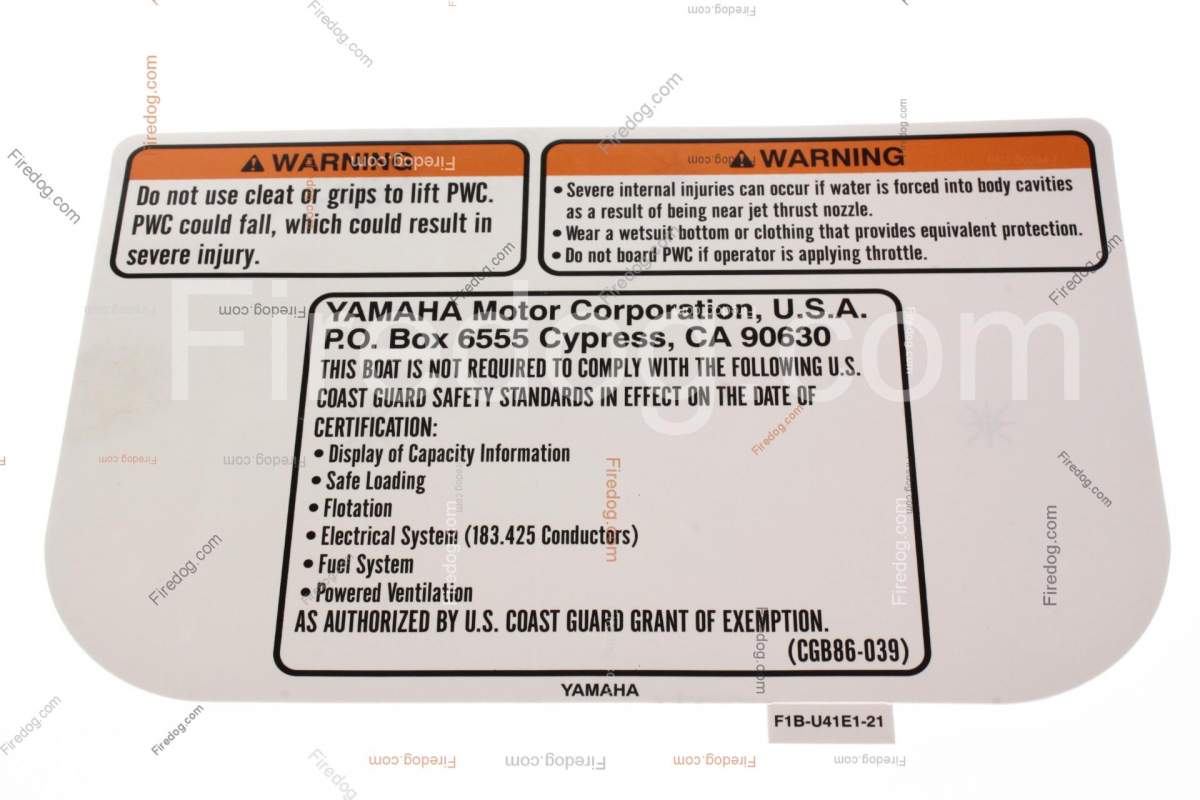 WARNING
Do not use cleat or grips to lift PWC.
PWC could fall, which could result in
severe injury.
WARNING
• Severe internal injuries can occur if water is forced into body cavities
as a result of being near jet thrust nozzle.
• Wear a wetsuit bottom or clothing that provides equivalent protection.
• Do not board PWC if operator is applying throttle.
YAMAHA Motor Corporation, U.S.A.
P.O. Box 6555 Cypress, CA 90630
THIS BOAT IS NOT REQUIRED TO COMPLY WITH THE FOLLOWING U.S.
COAST GUARD SAFETY STANDARDS IN EFFECT ON THE DATE OF
CERTIFICATION:
• Display of Capacity Information
• Safe Loading
• Flotation
• Electrical System (183.425 Conductors)
• Fuel System
• Powered Ventilation
AS AUTHORIZED BY U.S. COAST GUARD GRANT OF EXEMPTION.
(CGB86-039)
YAMAHA
F1B-U41E1-21
Firedog.com